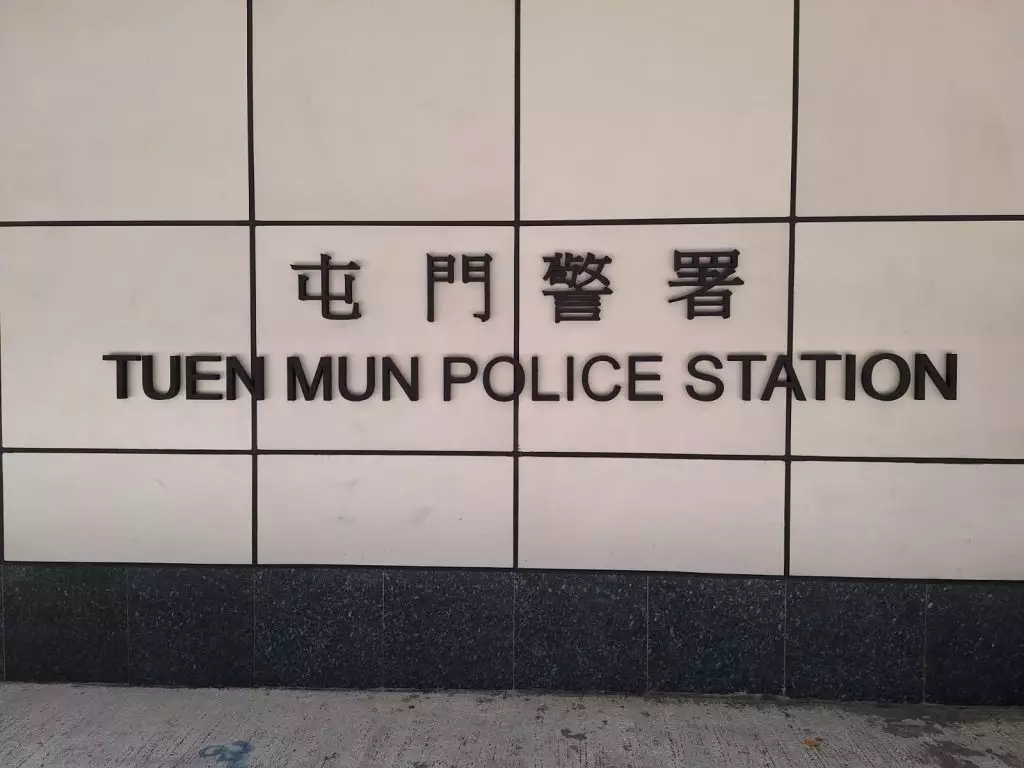 屯門警署
TUEN MUN POLICE STATION